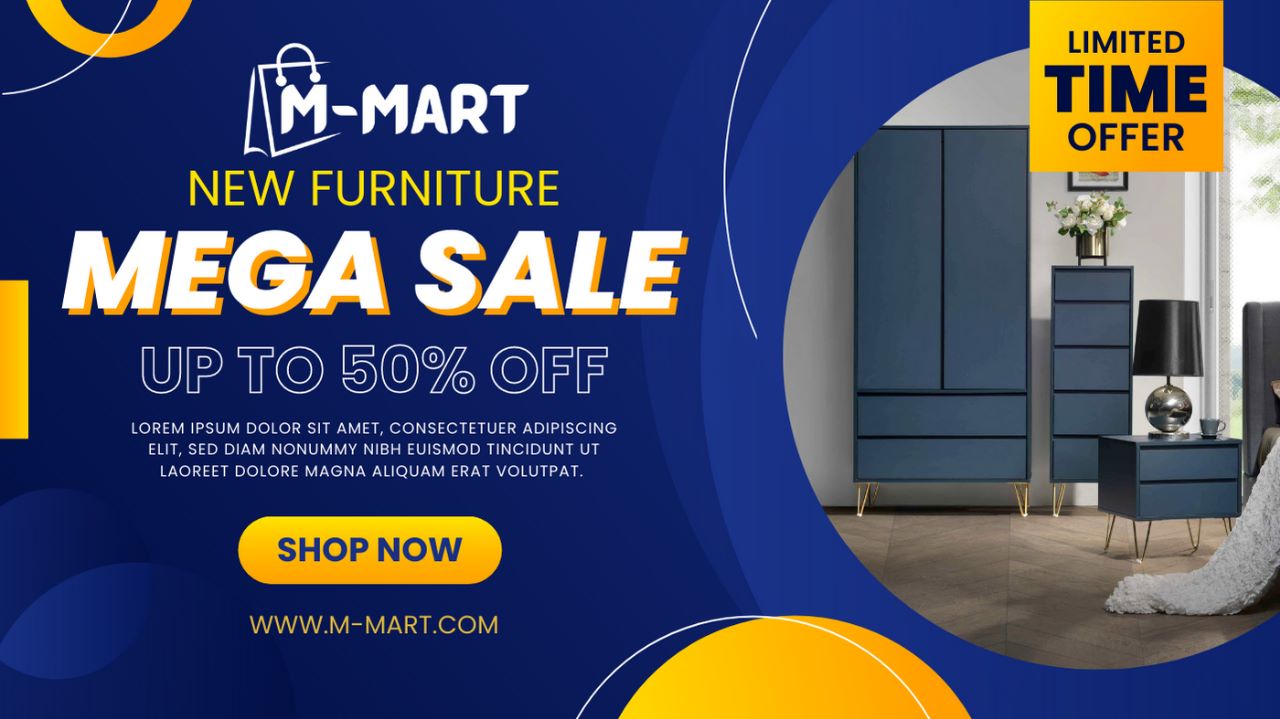 M-MART
NEW FURNITURE
MEGA SALE
UP TO 50% OFF
LOREM IPSUM DOLOR SIT AMET, CONSECTETUER ADIPISCING
ELIT, SED DIAM NONUMMY NIBH EUISMOD TINCIDUNT UT
LAOREET DOLORE MAGNA ALIQUAM ERAT VOLUTPAT.
SHOP NOW
WWW.M-MART.COM
LIMITED
TIME
OFFER